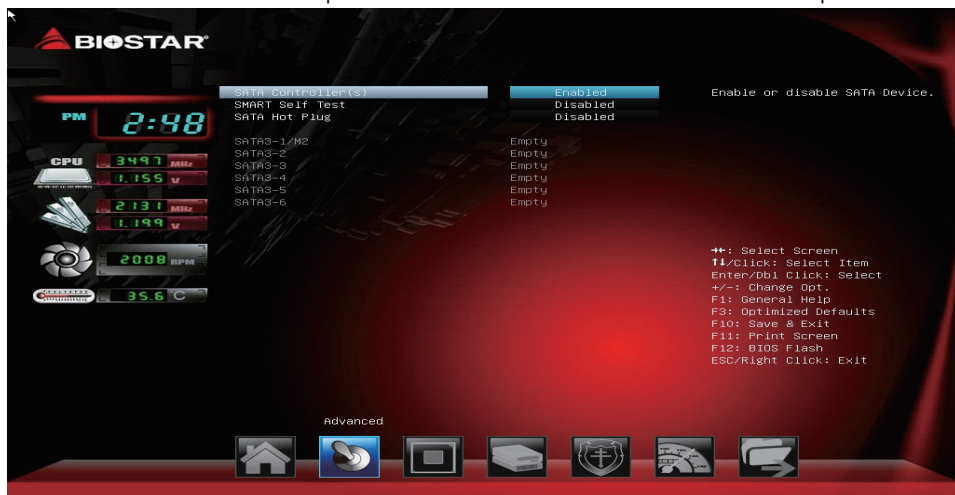 BIOSTAR
SATA Controller(s) Enabled Enable or disable SATA Device.
SMART Self Test Disabled
SATA Hot Plug Disabled
SATA3-1/M2 Empty
SATA3-2 Empty
SATA3-3 Empty
SATA3-4 Empty
SATA3-5 Empty
SATA3-6 Empty
PM 2:48
CPU 3497 MHz
1.155 V
2131 MHz
1.199 V
2008 RPM
35.6 C
→←: Select Screen
↑↓/Click: Select Item
Enter/Dbl Click: Select
+/-: Change Opt.
F1: General Help
F3: Optimized Defaults
F10: Save & Exit
F11: Print Screen
F12: BIOS Flash
ESC/Right Click: Exit
Advanced